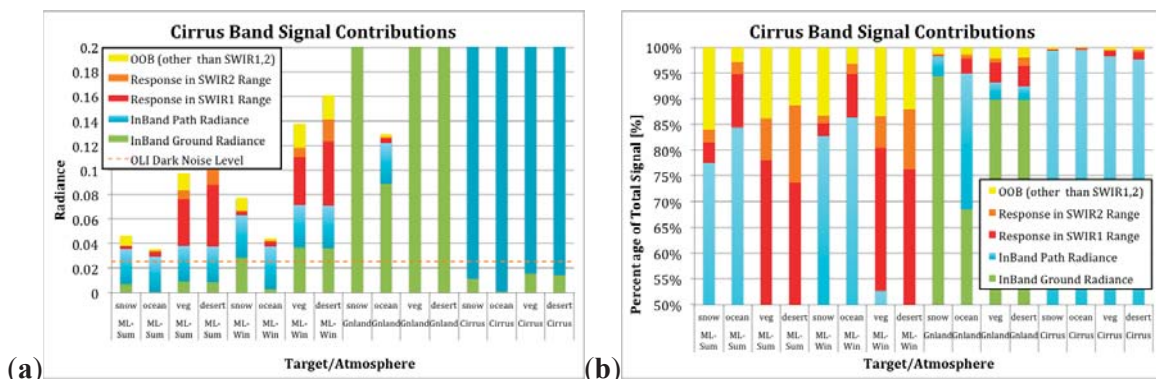 Cirrus Band Signal Contributions
0.2
0.18
0.16
0.14
0.12
0.1
0.08
0.06
0.04
0.02
0
Radiance
OOB (other than SWIR1,2)
Response in SWIR2 Range
Response in SWIR1 Range
InBand Path Radiance
InBand Ground Radiance
OLI Dark Noise Level
snow ocean veg desert snow ocean veg desert snow ocean veg desert snow ocean veg desert
ML-Sum ML-Sum ML-Sum ML-Sum ML-Win ML-Win ML-Win ML-Win Gnland Gnland Gnland Gnland Cirrus Cirrus Cirrus Cirrus
Target/Atmosphere
(a)
Cirrus Band Signal Contributions
100%
95%
90%
85%
80%
75%
70%
65%
60%
55%
50%
Percent age of Total Signal [%]
OOB (other than SWIR1,2)
Response in SWIR2 Range
Response in SWIR1 Range
InBand Path Radiance
InBand Ground Radiance
snow ocean veg desert snow ocean veg desert snow ocean veg desert snow ocean veg desert
ML-Sum ML-Sum ML-Sum ML-Sum ML-Win ML-Win ML-Win ML-Win Gnland Gnland Gnland Gnland Cirrus Cirrus Cirrus Cirrus
Target/Atmosphere
(b)